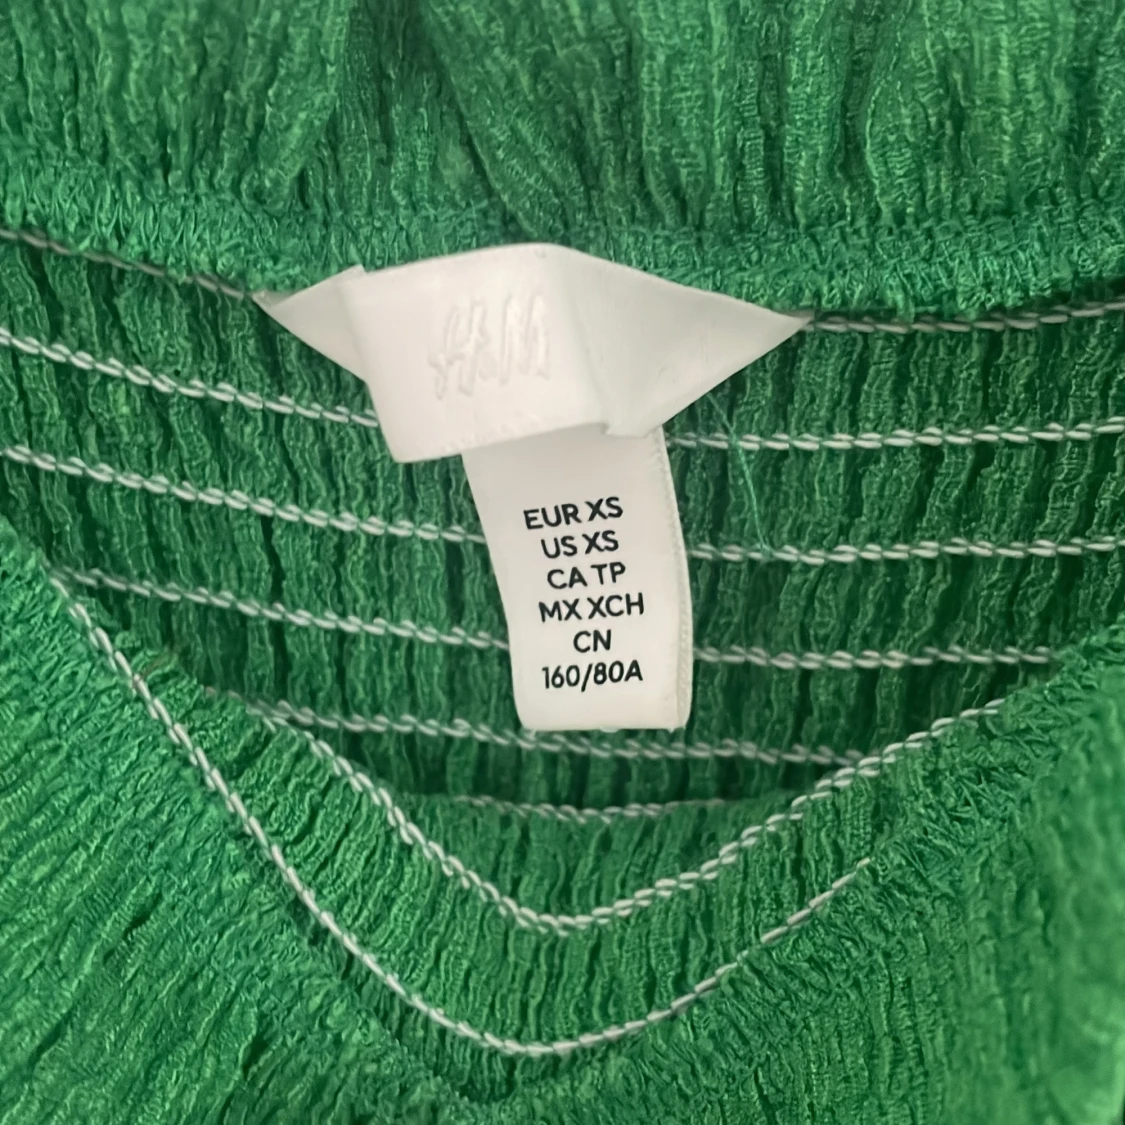 H&M
EUR XS
US XS
CA TP
MX XCH
CN
160/80A